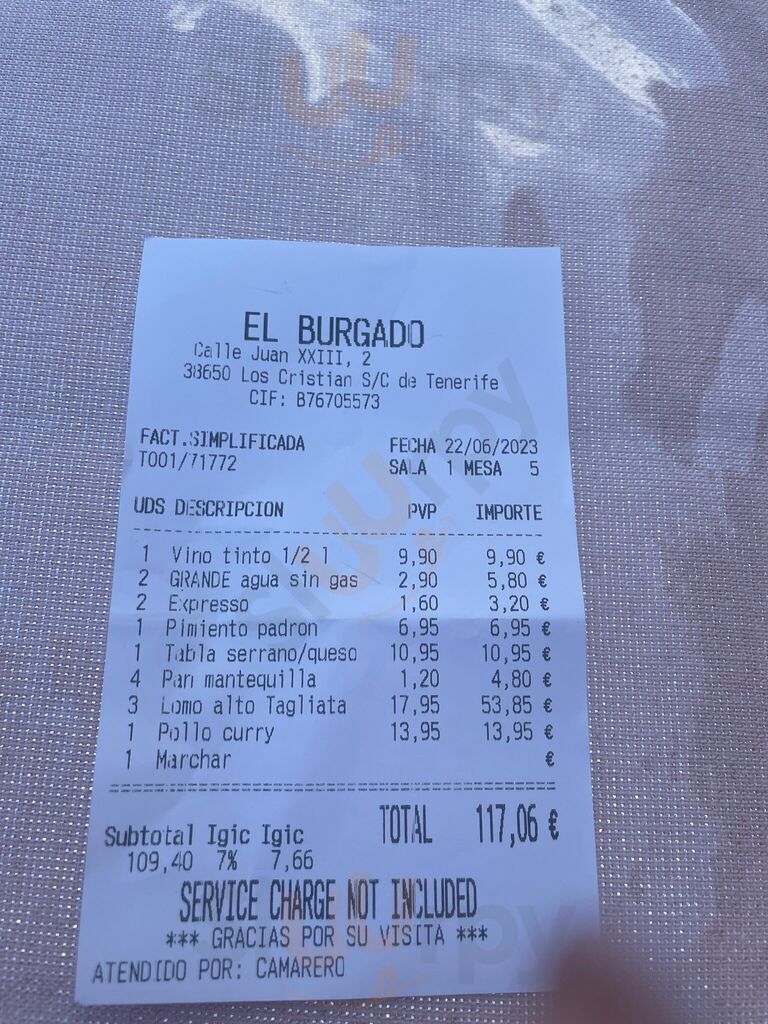 EL BURGADO
Calle Juan XXIII, 2
38650 Los Cristian S/C de Tenerife
CIF: B76705573
FACT.SIMPLIFICADA FECHA 22/06/2023
T001/71772 SALA 1 MESA 5
UDS DESCRIPCION PVP IMPORTE
1 Vino tinto 1/2 l 9,90 9,90 €
2 GRANDE agua sin gas 2,90 5,80 €
2 Expresso 1,60 3,20 €
1 Pimiento padron 6,95 6,95 €
1 Tabla serrano/queso 10,95 10,95 €
4 Pan mantequilla 1,20 4,80 €
3 Lomo alto Tagliata 17,95 53,85 €
1 Pollo curry 13,95 13,95 €
1 Marchar €
Subtotal Igic Igic TOTAL 117,06 €
109,40 7% 7,66
SERVICE CHARGE NOT INCLUDED
*** GRACIAS POR SU VISITA ***
ATENDIDO POR: CAMARERO
sluurpy
sluurpy
sluurpy